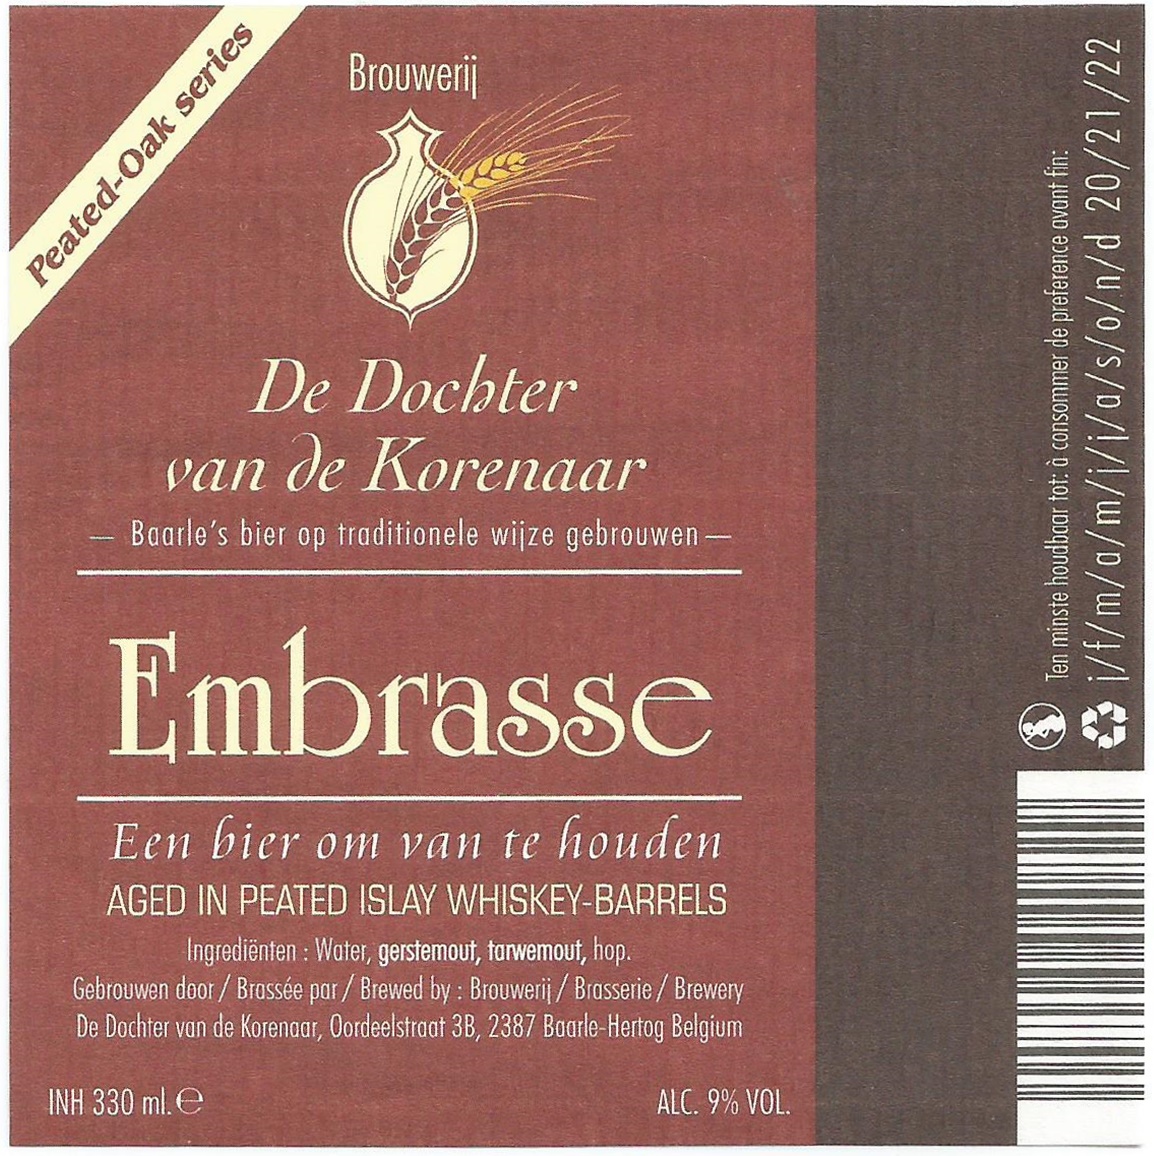 Peated-Oak series
Brouwerij
De Dochter
van de Korenaar
— Baarle's bier op traditionele wijze gebrouwen —
Embrasse
Een bier om van te houden
AGED IN PEATED ISLAY WHISKEY-BARRELS
Ingrediënten : Water, gerstemout, tarwemout, hop.
Gebrouwen door / Brassée par / Brewed by : Brouwerij / Brasserie / Brewery
De Dochter van de Korenaar, Oordeelstraat 3B, 2387 Baarle-Hertog Belgium
INH 330 ml. ℮
ALC. 9% VOL.
Ten minste houdbaar tot: à consommer de preference avant fin:
j/f/m/a/m/j/j/a/s/o/n/d 20/21/22